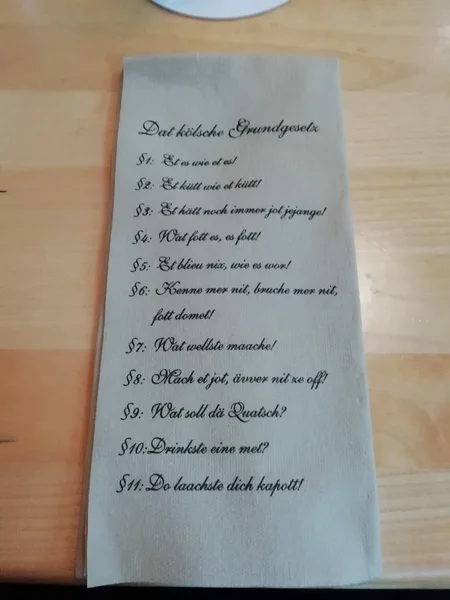 Dat kölsche Grundgesetz
§1: Et es wie et es!
§2: Et kütt wie et kütt!
§3: Et hätt noch immer jot jejange!
§4: Wat fott es, es fott!
§5: Et bliev nix, wie es wor!
§6: Kenne mer nit, bruche mer nit,
fott domet!
§7: Wat wellste maache!
§8: Mach et jot, ävver nit ze off!
§9: Wat soll dä Quatsch?
§10: Drinkste eine met?
§11: Do laachste dich kapott!